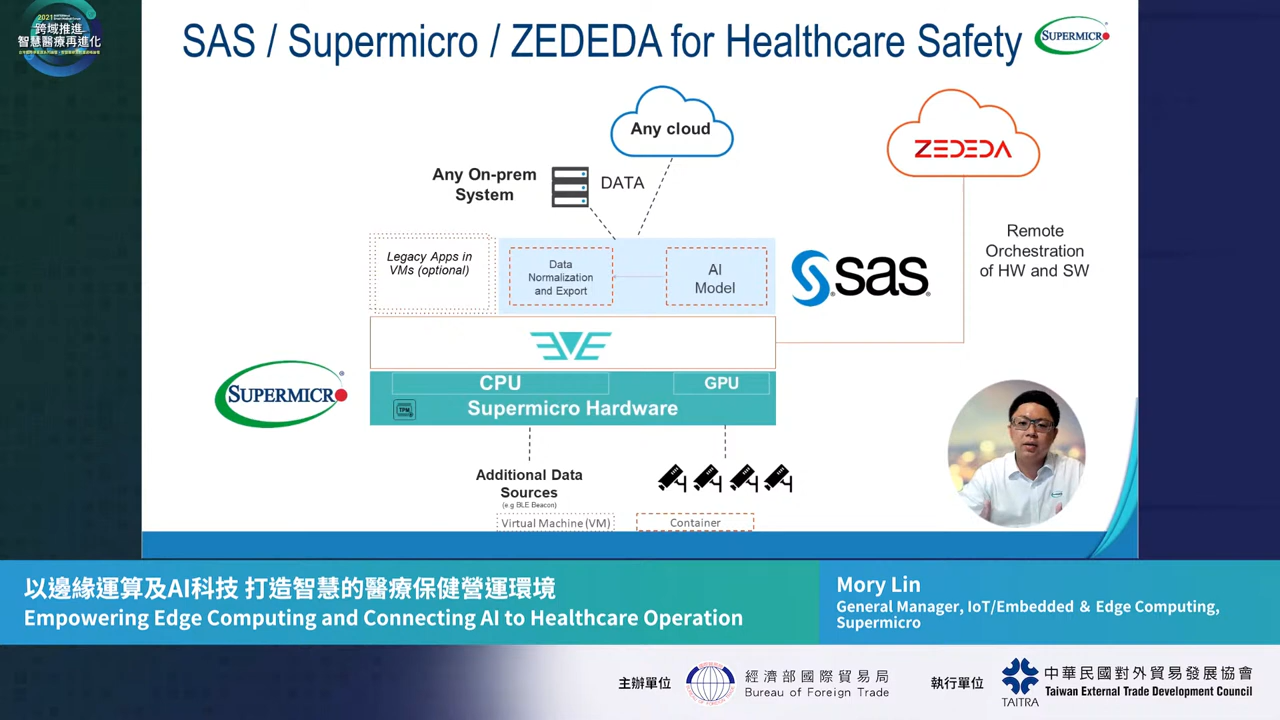 2021
跨域推進
智慧醫療再進化
SAS / Supermicro / ZEDEDA for Healthcare Safety
SUPERMICRO
Any cloud
ZEDEDA
Any On-prem
System
DATA
Remote
Orchestration
of HW and SW
Legacy Apps in
VMs (optional)
Data
Normalization
and Export
AI
Model
sas
EVE
SUPERMICRO
CPU
GPU
TPM
Supermicro Hardware
Additional Data
Sources
(e.g BLE Beacon)
Virtual Machine (VM)
Container
以邊緣運算及AI科技 打造智慧的醫療保健營運環境
Empowering Edge Computing and Connecting AI to Healthcare Operation
Mory Lin
General Manager, IoT/Embedded & Edge Computing,
Supermicro
主辦單位
經濟部國際貿易局
Bureau of Foreign Trade
執行單位
TAITRA
中華民國對外貿易發展協會
Taiwan External Trade Development Council